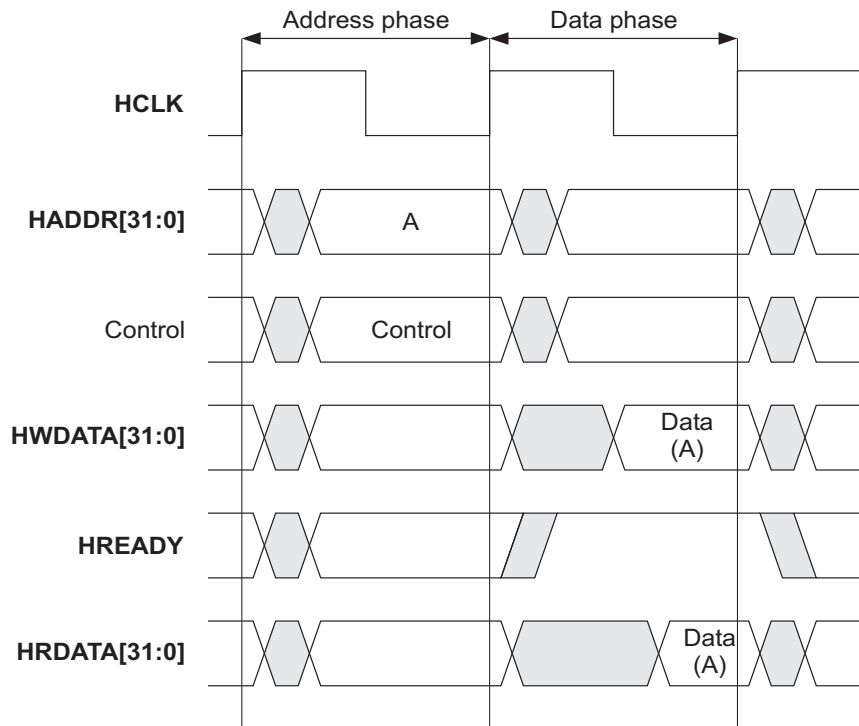 Address phase
Data phase
HCLK
HADDR[31:0]
A
Control
Control
HWDATA[31:0]
Data
(A)
HREADY
HRDATA[31:0]
Data
(A)